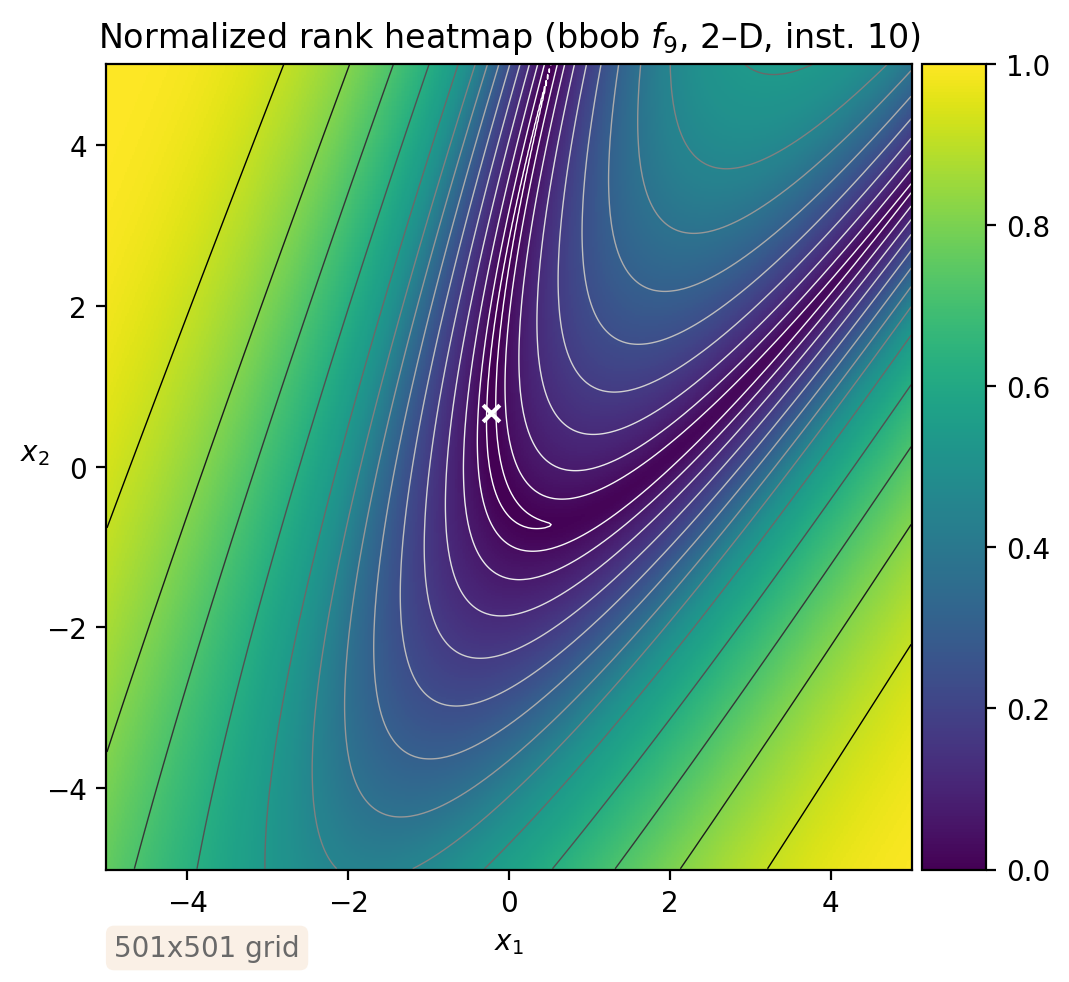 Normalized rank heatmap (bbob f₉, 2–D, inst. 10)
1.0
4
0.8
2
0.6
x₂
0
0.4
−2
0.2
−4
0.0
−4 −2 0 2 4
x₁
501x501 grid